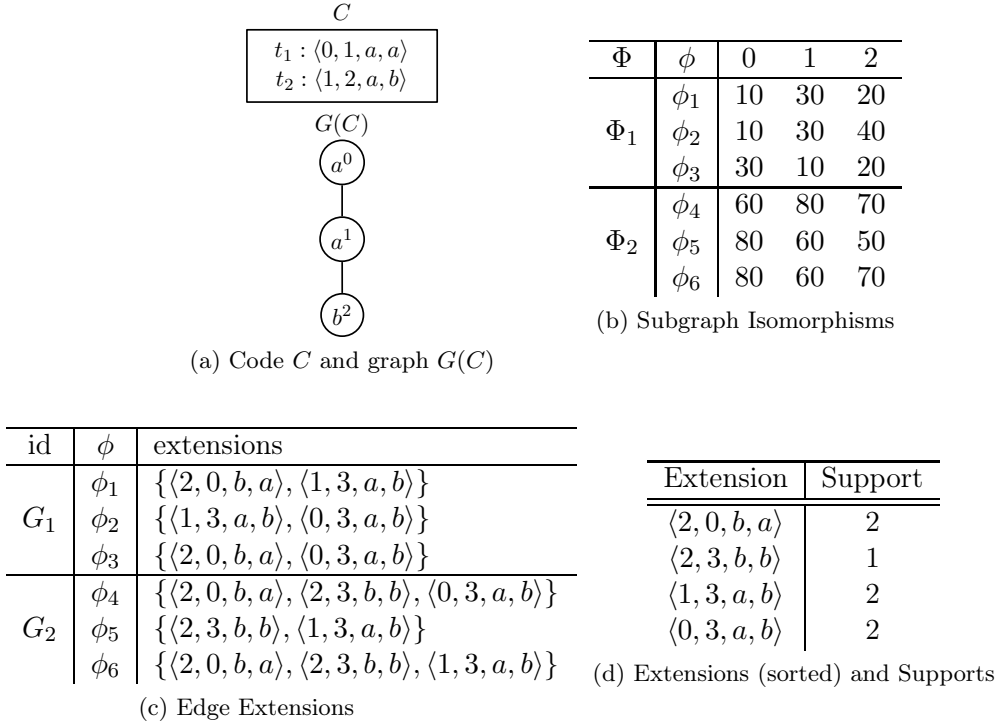 C
t₁ : ⟨0, 1, a, a⟩
t₂ : ⟨1, 2, a, b⟩
G(C)
a⁰
a¹
b²
(a) Code C and graph G(C)
Φ ϕ 0 1 2
ϕ₁ 10 30 20
Φ₁ ϕ₂ 10 30 40
ϕ₃ 30 10 20
ϕ₄ 60 80 70
Φ₂ ϕ₅ 80 60 50
ϕ₆ 80 60 70
(b) Subgraph Isomorphisms
id ϕ extensions
ϕ₁ {⟨2, 0, b, a⟩, ⟨1, 3, a, b⟩}
G₁ ϕ₂ {⟨1, 3, a, b⟩, ⟨0, 3, a, b⟩}
ϕ₃ {⟨2, 0, b, a⟩, ⟨0, 3, a, b⟩}
ϕ₄ {⟨2, 0, b, a⟩, ⟨2, 3, b, b⟩, ⟨0, 3, a, b⟩}
G₂ ϕ₅ {⟨2, 3, b, b⟩, ⟨1, 3, a, b⟩}
ϕ₆ {⟨2, 0, b, a⟩, ⟨2, 3, b, b⟩, ⟨1, 3, a, b⟩}
(c) Edge Extensions
Extension Support
⟨2, 0, b, a⟩ 2
⟨2, 3, b, b⟩ 1
⟨1, 3, a, b⟩ 2
⟨0, 3, a, b⟩ 2
(d) Extensions (sorted) and Supports